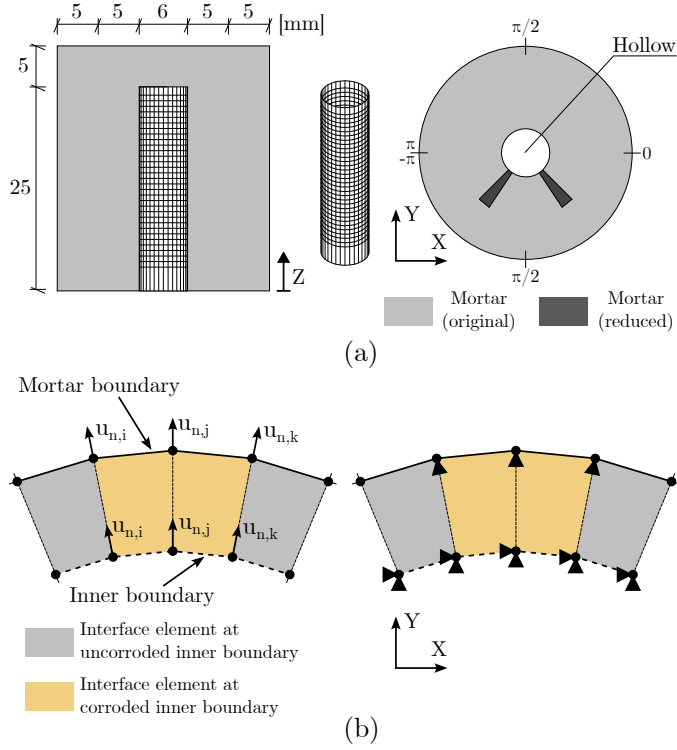 5 5 6 5 5 [mm]
5
25
Z
Y
X
π/2
Hollow
π
-π
0
π/2
Mortar
(original)
Mortar
(reduced)
(a)
Mortar boundary
u_n,i
u_n,j
u_n,k
u_n,i
u_n,j
u_n,k
Inner boundary
Interface element at
uncorroded inner boundary
Interface element at
corroded inner boundary
Y
X
(b)